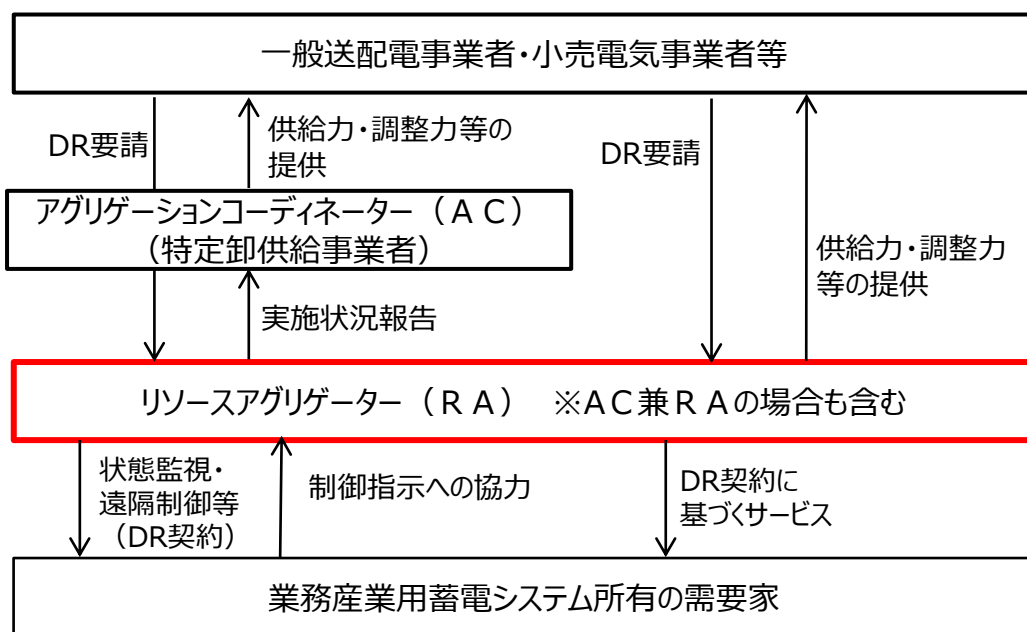 一般送配電事業者・小売電気事業者等
DR要請
供給力・調整力等の
提供
DR要請
供給力・調整力
等の提供
アグリゲーションコーディネーター（ＡＣ）
（特定卸供給事業者）
実施状況報告
リソースアグリゲーター（ＲＡ）　※ＡＣ兼ＲＡの場合も含む
状態監視・
遠隔制御等
（DR契約）
制御指示への協力
DR契約に
基づくサービス
業務産業用蓄電システム所有の需要家